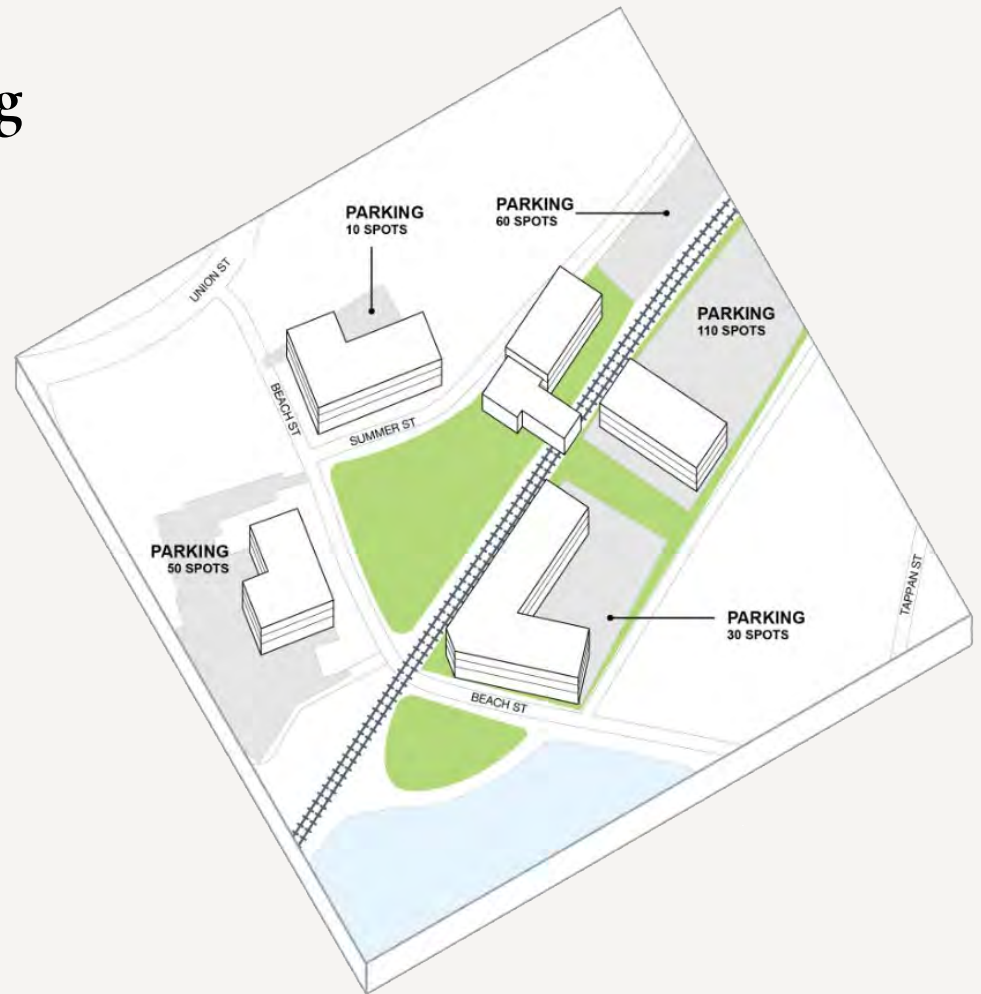 g
PARKING
60 SPOTS
PARKING
10 SPOTS
UNION ST
PARKING
110 SPOTS
BEACH ST
SUMMER ST
PARKING
50 SPOTS
TAPPAN ST
PARKING
30 SPOTS
BEACH ST